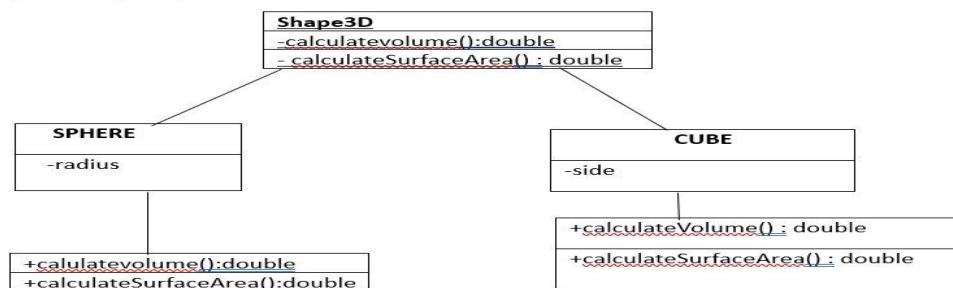 Shape3D
-calculatevolume():double
- calculateSurfaceArea() : double
SPHERE
-radius
CUBE
-side
+calulatevolume():double
+calculateSurfaceArea():double
+calculateVolume() : double
+calculateSurfaceArea() : double